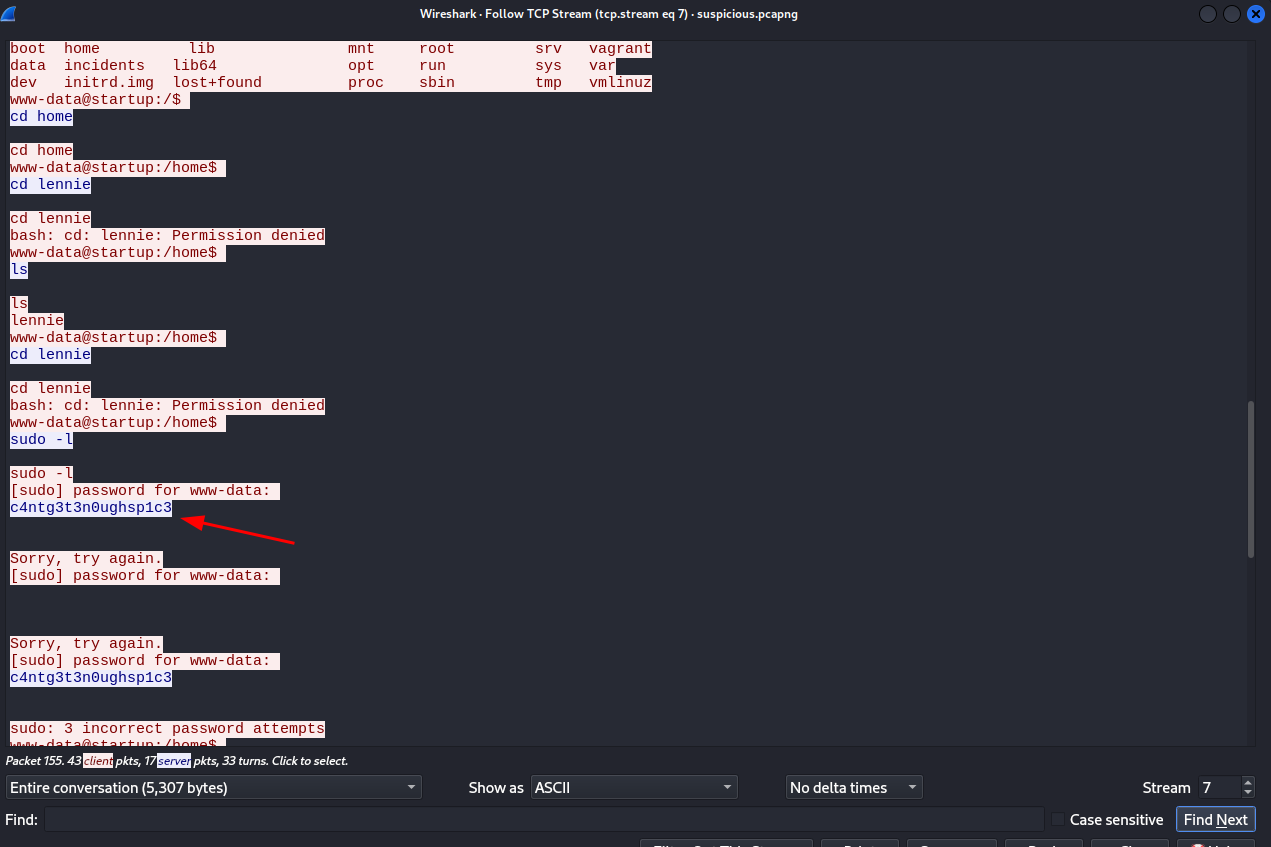 Wireshark · Follow TCP Stream (tcp.stream eq 7) · suspicious.pcapng
boot  home          lib               mnt     root         srv   vagrant
data  incidents   lib64               opt     run          sys   var
dev   initrd.img  lost+found          proc    sbin         tmp   vmlinuz
www-data@startup:/$
cd home
cd home
www-data@startup:/home$
cd lennie
cd lennie
bash: cd: lennie: Permission denied
www-data@startup:/home$
ls
ls
lennie
www-data@startup:/home$
cd lennie
cd lennie
bash: cd: lennie: Permission denied
www-data@startup:/home$
sudo -l
sudo -l
[sudo] password for www-data:
c4ntg3t3n0ughsp1c3
Sorry, try again.
[sudo] password for www-data:
Sorry, try again.
[sudo] password for www-data:
c4ntg3t3n0ughsp1c3
sudo: 3 incorrect password attempts
www-data@startup:/home$
Packet 155. 43 client pkts, 17 server pkts, 33 turns. Click to select.
Entire conversation (5,307 bytes) Show as ASCII No delta times Stream 7
Find: Case sensitive Find Next